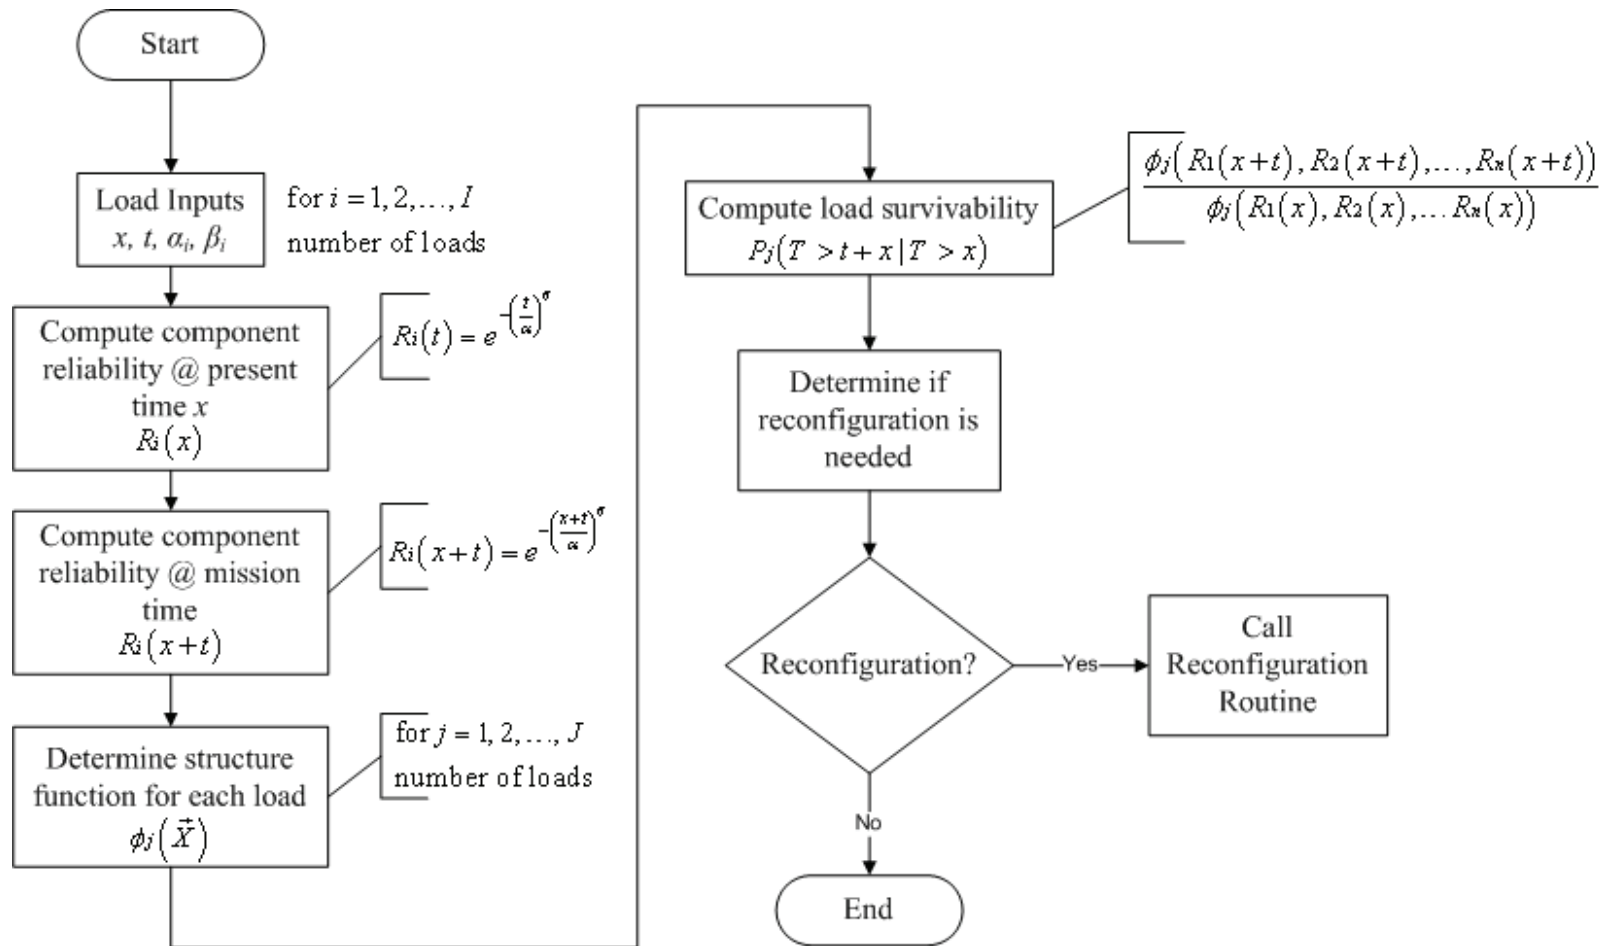 Start
Load Inputs
x, t, αᵢ, βᵢ
for i = 1, 2, ..., I
number of loads
Compute component
reliability @ present
time x
Ri(x)
Ri(t) = e^-(t/αi)^σ
Compute component
reliability @ mission
time
Ri(x+t)
Ri(x+t) = e^-(x+t/αi)^σ
Determine structure
function for each load
ϕj(X⃗)
for j = 1, 2, ..., J
number of loads
Compute load survivability
Pj(T > t + x | T > x)
ϕj(R1(x+t), R2(x+t), ..., Rn(x+t))
ϕj(R1(x), R2(x), ... Rn(x))
Determine if
reconfiguration is
needed
Reconfiguration?
Yes
Call
Reconfiguration
Routine
No
End